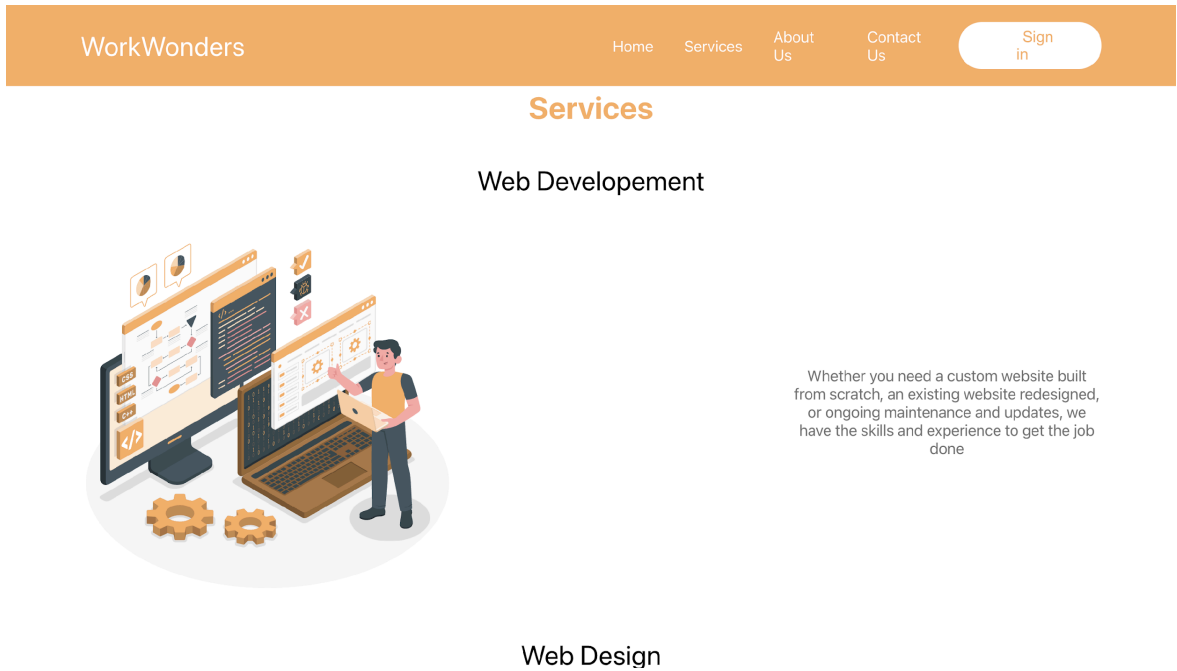 WorkWonders
Home
Services
About
Us
Contact
Us
Sign
in
Services
Web Developement
CSS
HTML
C++
</>
</>
Whether you need a custom website built
from scratch, an existing website redesigned,
or ongoing maintenance and updates, we
have the skills and experience to get the job
done
Web Design